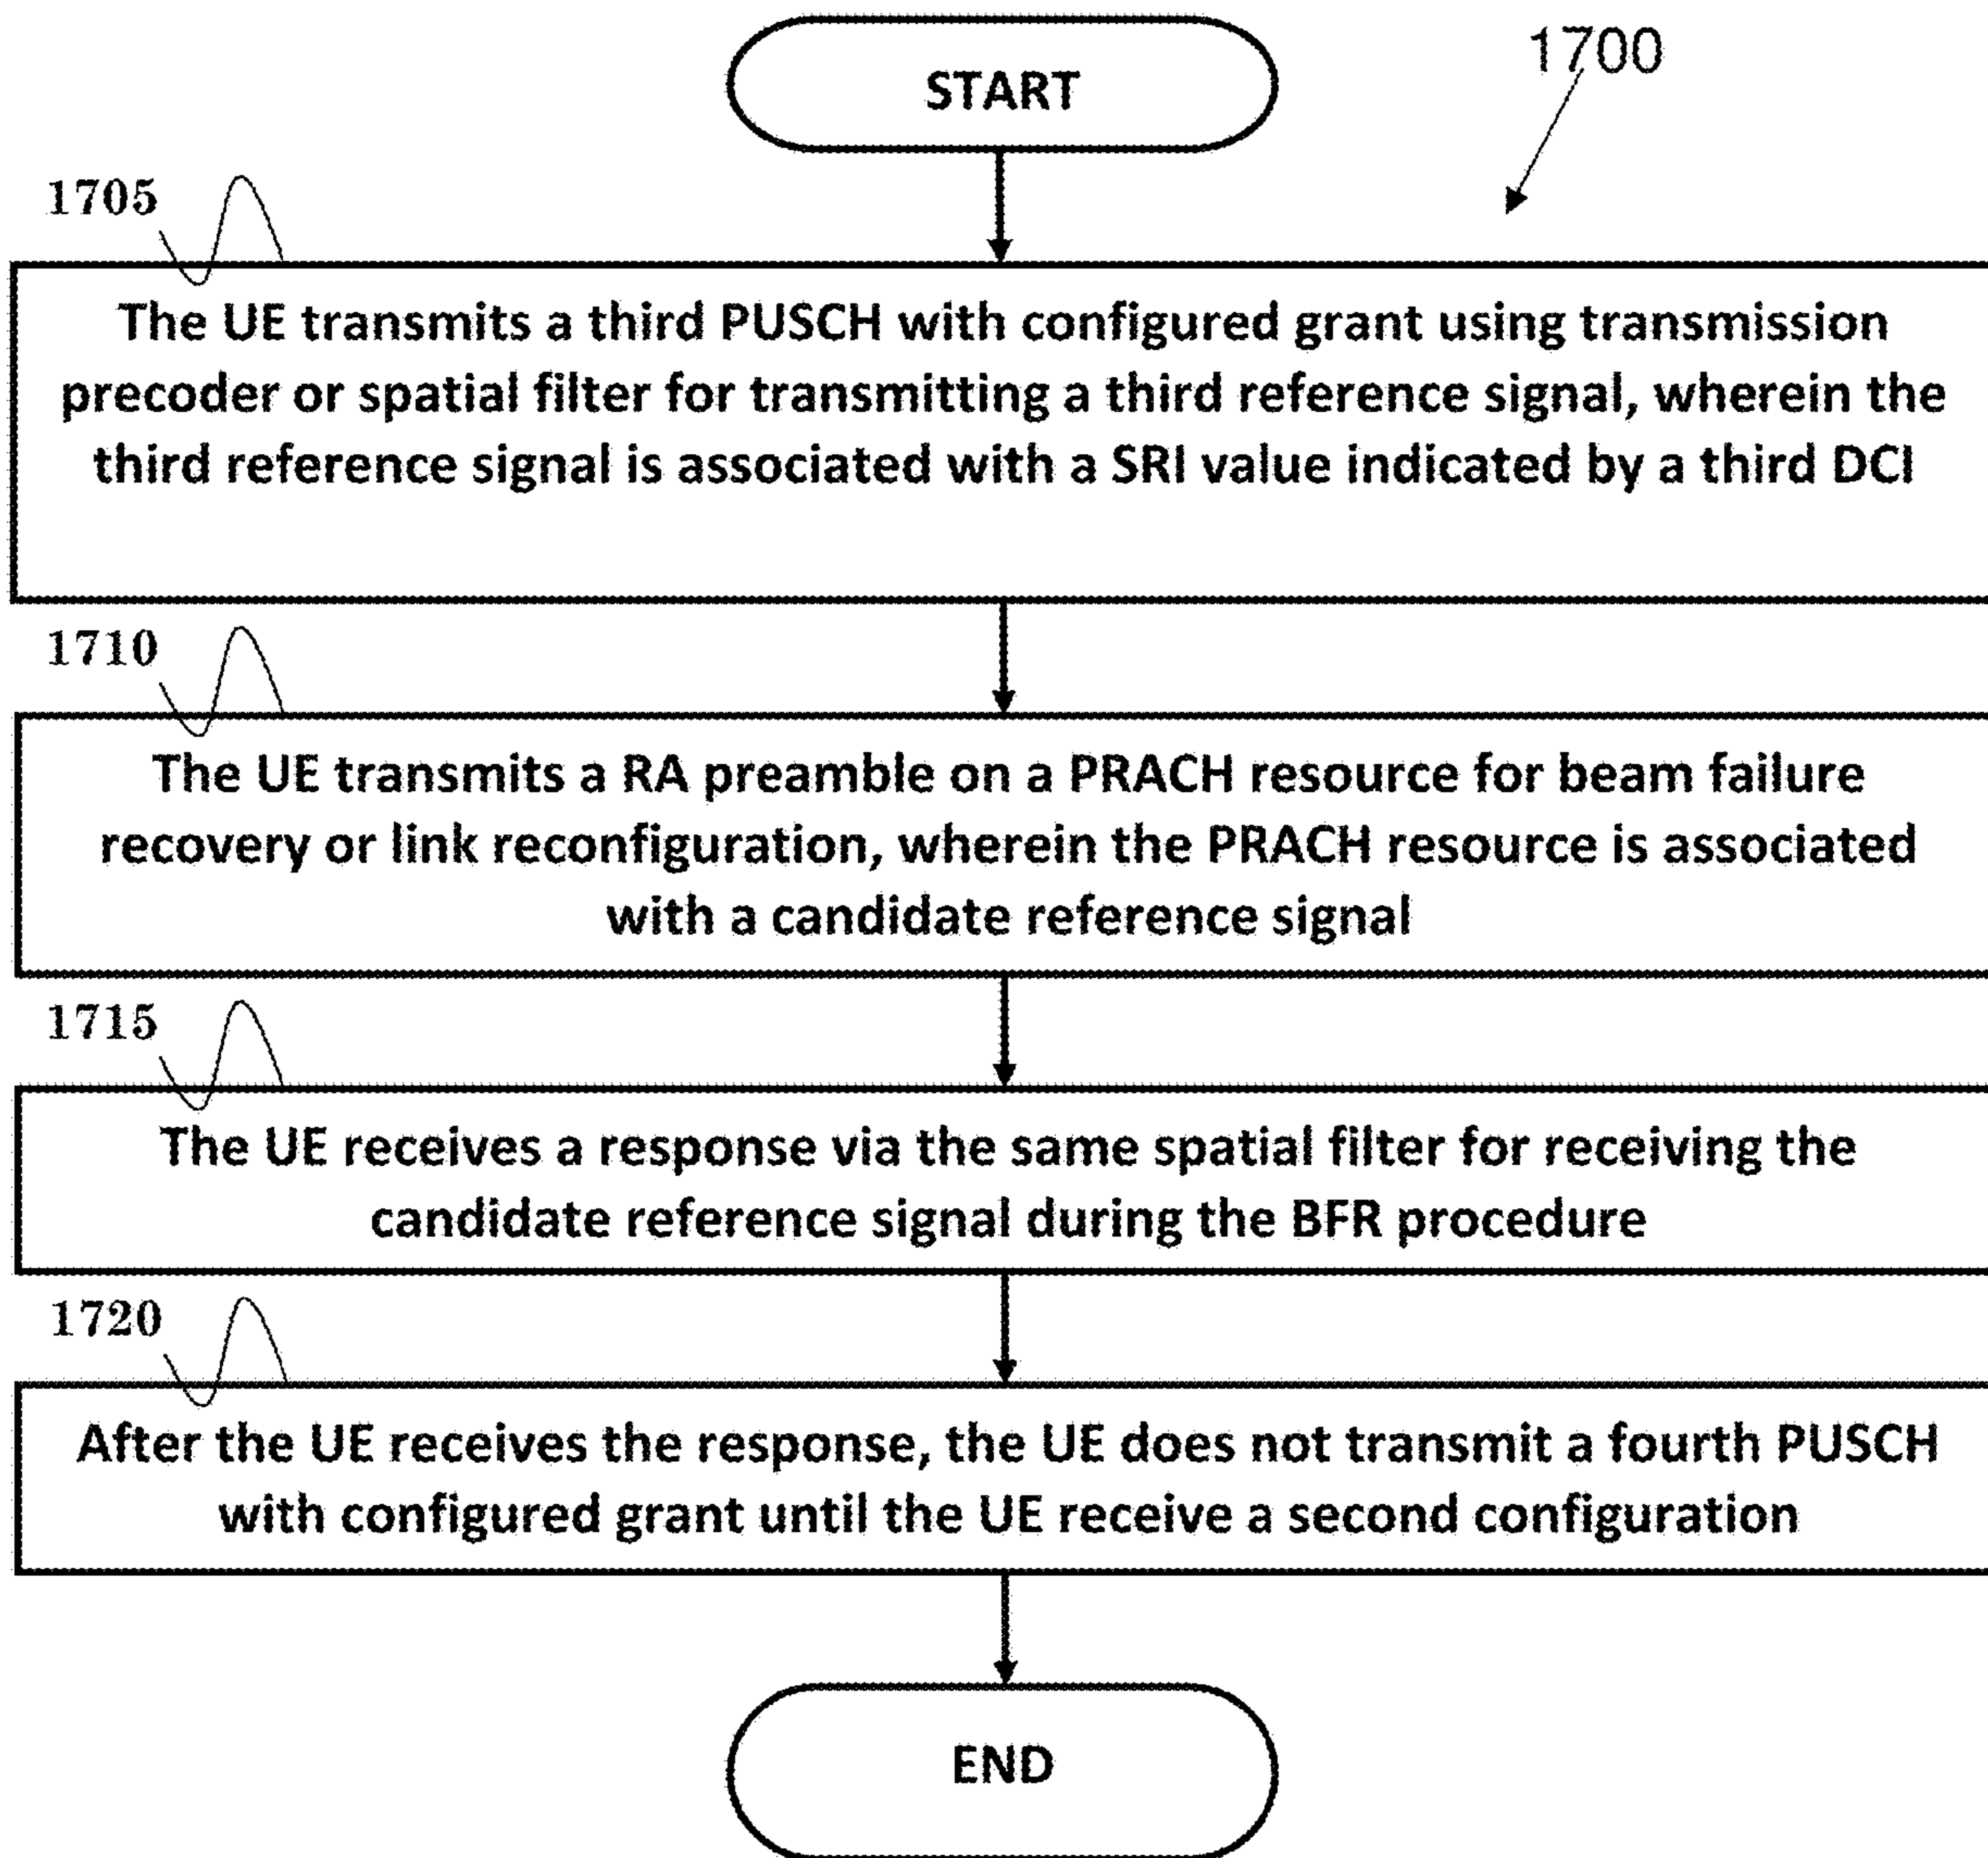 START
1700
1705
The UE transmits a third PUSCH with configured grant using transmission
precoder or spatial filter for transmitting a third reference signal, wherein the
third reference signal is associated with a SRI value indicated by a third DCI
1710
The UE transmits a RA preamble on a PRACH resource for beam failure
recovery or link reconfiguration, wherein the PRACH resource is associated
with a candidate reference signal
1715
The UE receives a response via the same spatial filter for receiving the
candidate reference signal during the BFR procedure
1720
After the UE receives the response, the UE does not transmit a fourth PUSCH
with configured grant until the UE receive a second configuration
END